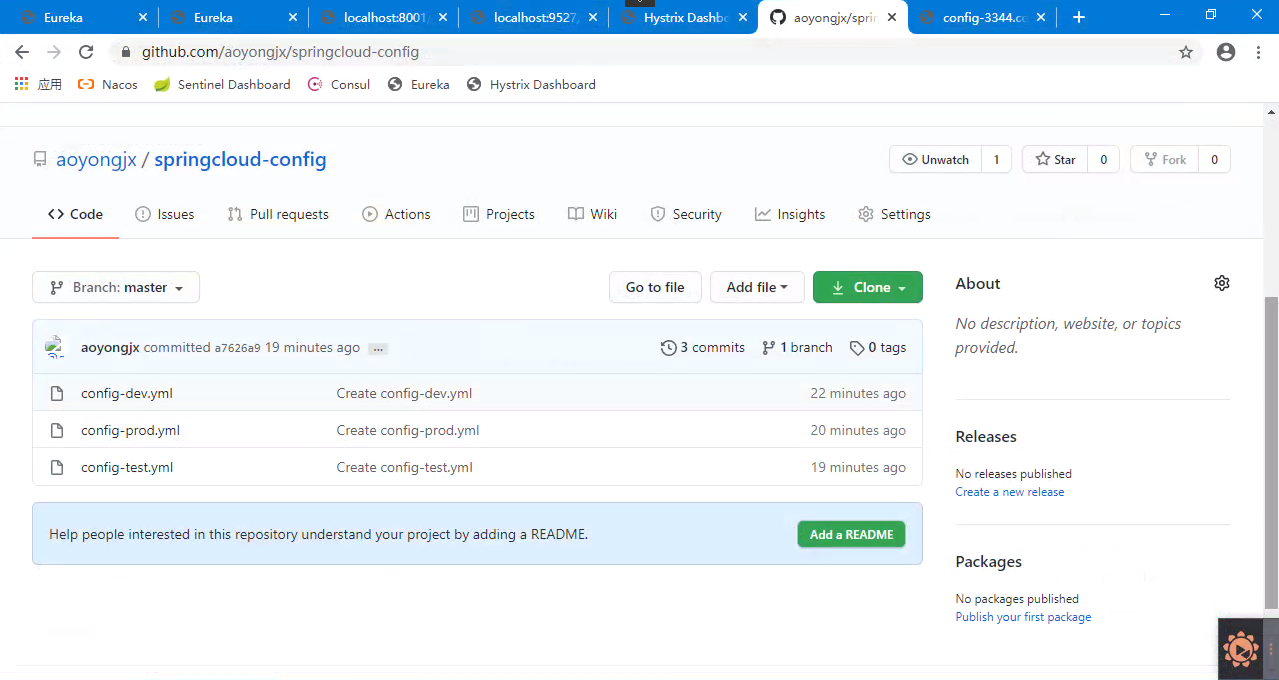 Eureka
Eureka
localhost:8001
localhost:9527
Hystrix Dashb
aoyongjx/sprin
config-3344.c
github.com/aoyongjx/springcloud-config
应用
Nacos
Sentinel Dashboard
Consul
Eureka
Hystrix Dashboard
aoyongjx / springcloud-config
Unwatch 1
Star 0
Fork 0
Code
Issues
Pull requests
Actions
Projects
Wiki
Security
Insights
Settings
Branch: master
Go to file
Add file
Clone
About
No description, website, or topics
provided.
aoyongjx committed a7626a9 19 minutes ago ...
3 commits
1 branch
0 tags
config-dev.yml Create config-dev.yml 22 minutes ago
config-prod.yml Create config-prod.yml 20 minutes ago
config-test.yml Create config-test.yml 19 minutes ago
Help people interested in this repository understand your project by adding a README.
Add a README
Releases
No releases published
Create a new release
Packages
No packages published
Publish your first package